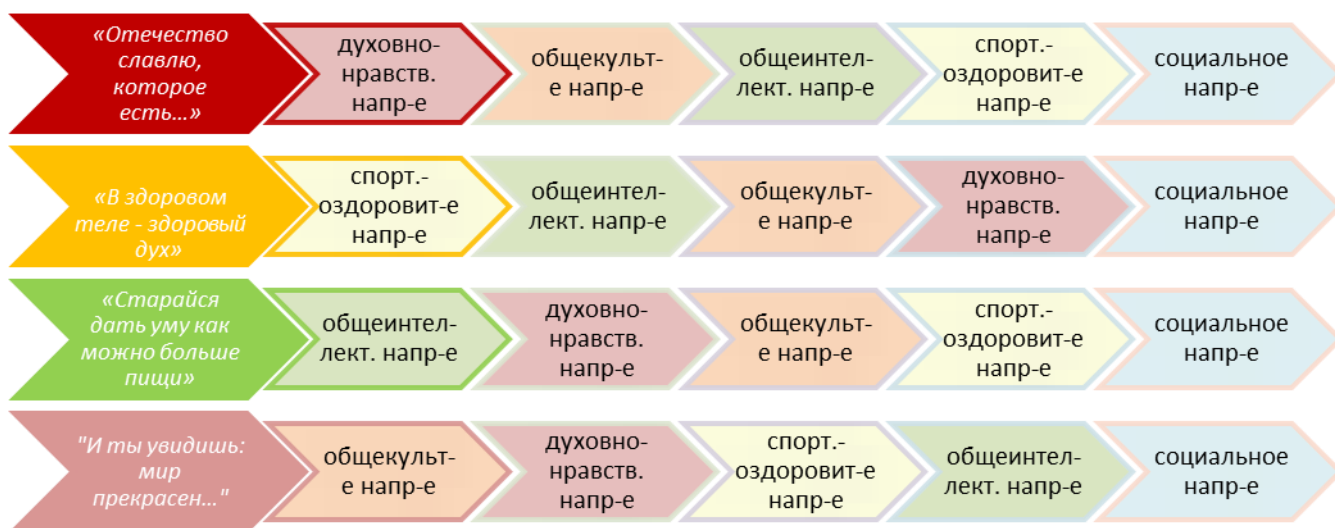 «Отечество
славлю,
которое
есть…»
духовно-
нравств.
напр-е
общекульт-
е напр-е
общеинтел-
лект. напр-е
спорт.-
оздоровит-е
напр-е
социальное
напр-е
«В здоровом
теле - здоровый
дух»
спорт.-
оздоровит-е
напр-е
общеинтел-
лект. напр-е
общекульт-
е напр-е
духовно-
нравств.
напр-е
социальное
напр-е
«Старайся
дать уму как
можно больше
пищи»
общеинтел-
лект. напр-е
духовно-
нравств.
напр-е
общекульт-
е напр-е
спорт.-
оздоровит-е
напр-е
социальное
напр-е
"И ты увидишь:
мир
прекрасен…"
общекульт-
е напр-е
духовно-
нравств.
напр-е
спорт.-
оздоровит-е
напр-е
общеинтел-
лект. напр-е
социальное
напр-е